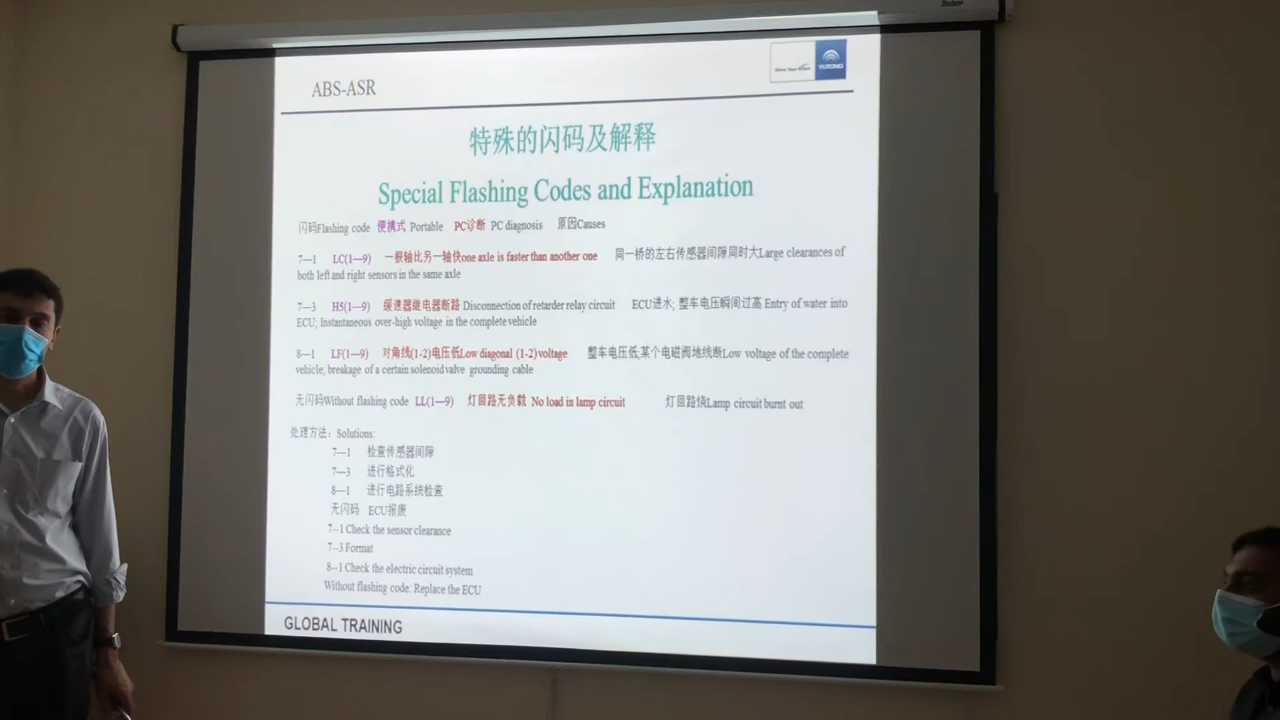 ABS-ASR
YUTONG
特殊的闪码及解释
Special Flashing Codes and Explanation
闪码Flashing code 便携式 Portable PC诊断 PC diagnosis 原因Causes
7—1 LC(1—9) 一根轴比另一轴快one axle is faster than another one 同一桥的左右传感器间隙同时大Large clearances of
both left and right sensors in the same axle
7—3 H5(1—9) 缓速器继电器断路 Disconnection of retarder relay circuit ECU进水; 整车电压瞬间过高 Entry of water into
ECU; Instantaneous over-high voltage in the complete vehicle
8—1 LF(1—9) 对角线(1-2)电压低Low diagonal (1-2) voltage 整车电压低;某个电磁阀地线断Low voltage of the complete
vehicle; breakage of a certain solenoid valve grounding cable
无闪码Without flashing code LL(1—9) 灯回路无负载 No load in lamp circuit 灯回路烧Lamp circuit burnt out
处理方法：Solutions:
7—1 检查传感器间隙
7—3 进行格式化
8—1 进行电路系统检查
无闪码 ECU报废
7--1 Check the sensor clearance
7--3 Format
8--1 Check the electric circuit system
Without flashing code: Replace the ECU
GLOBAL TRAINING